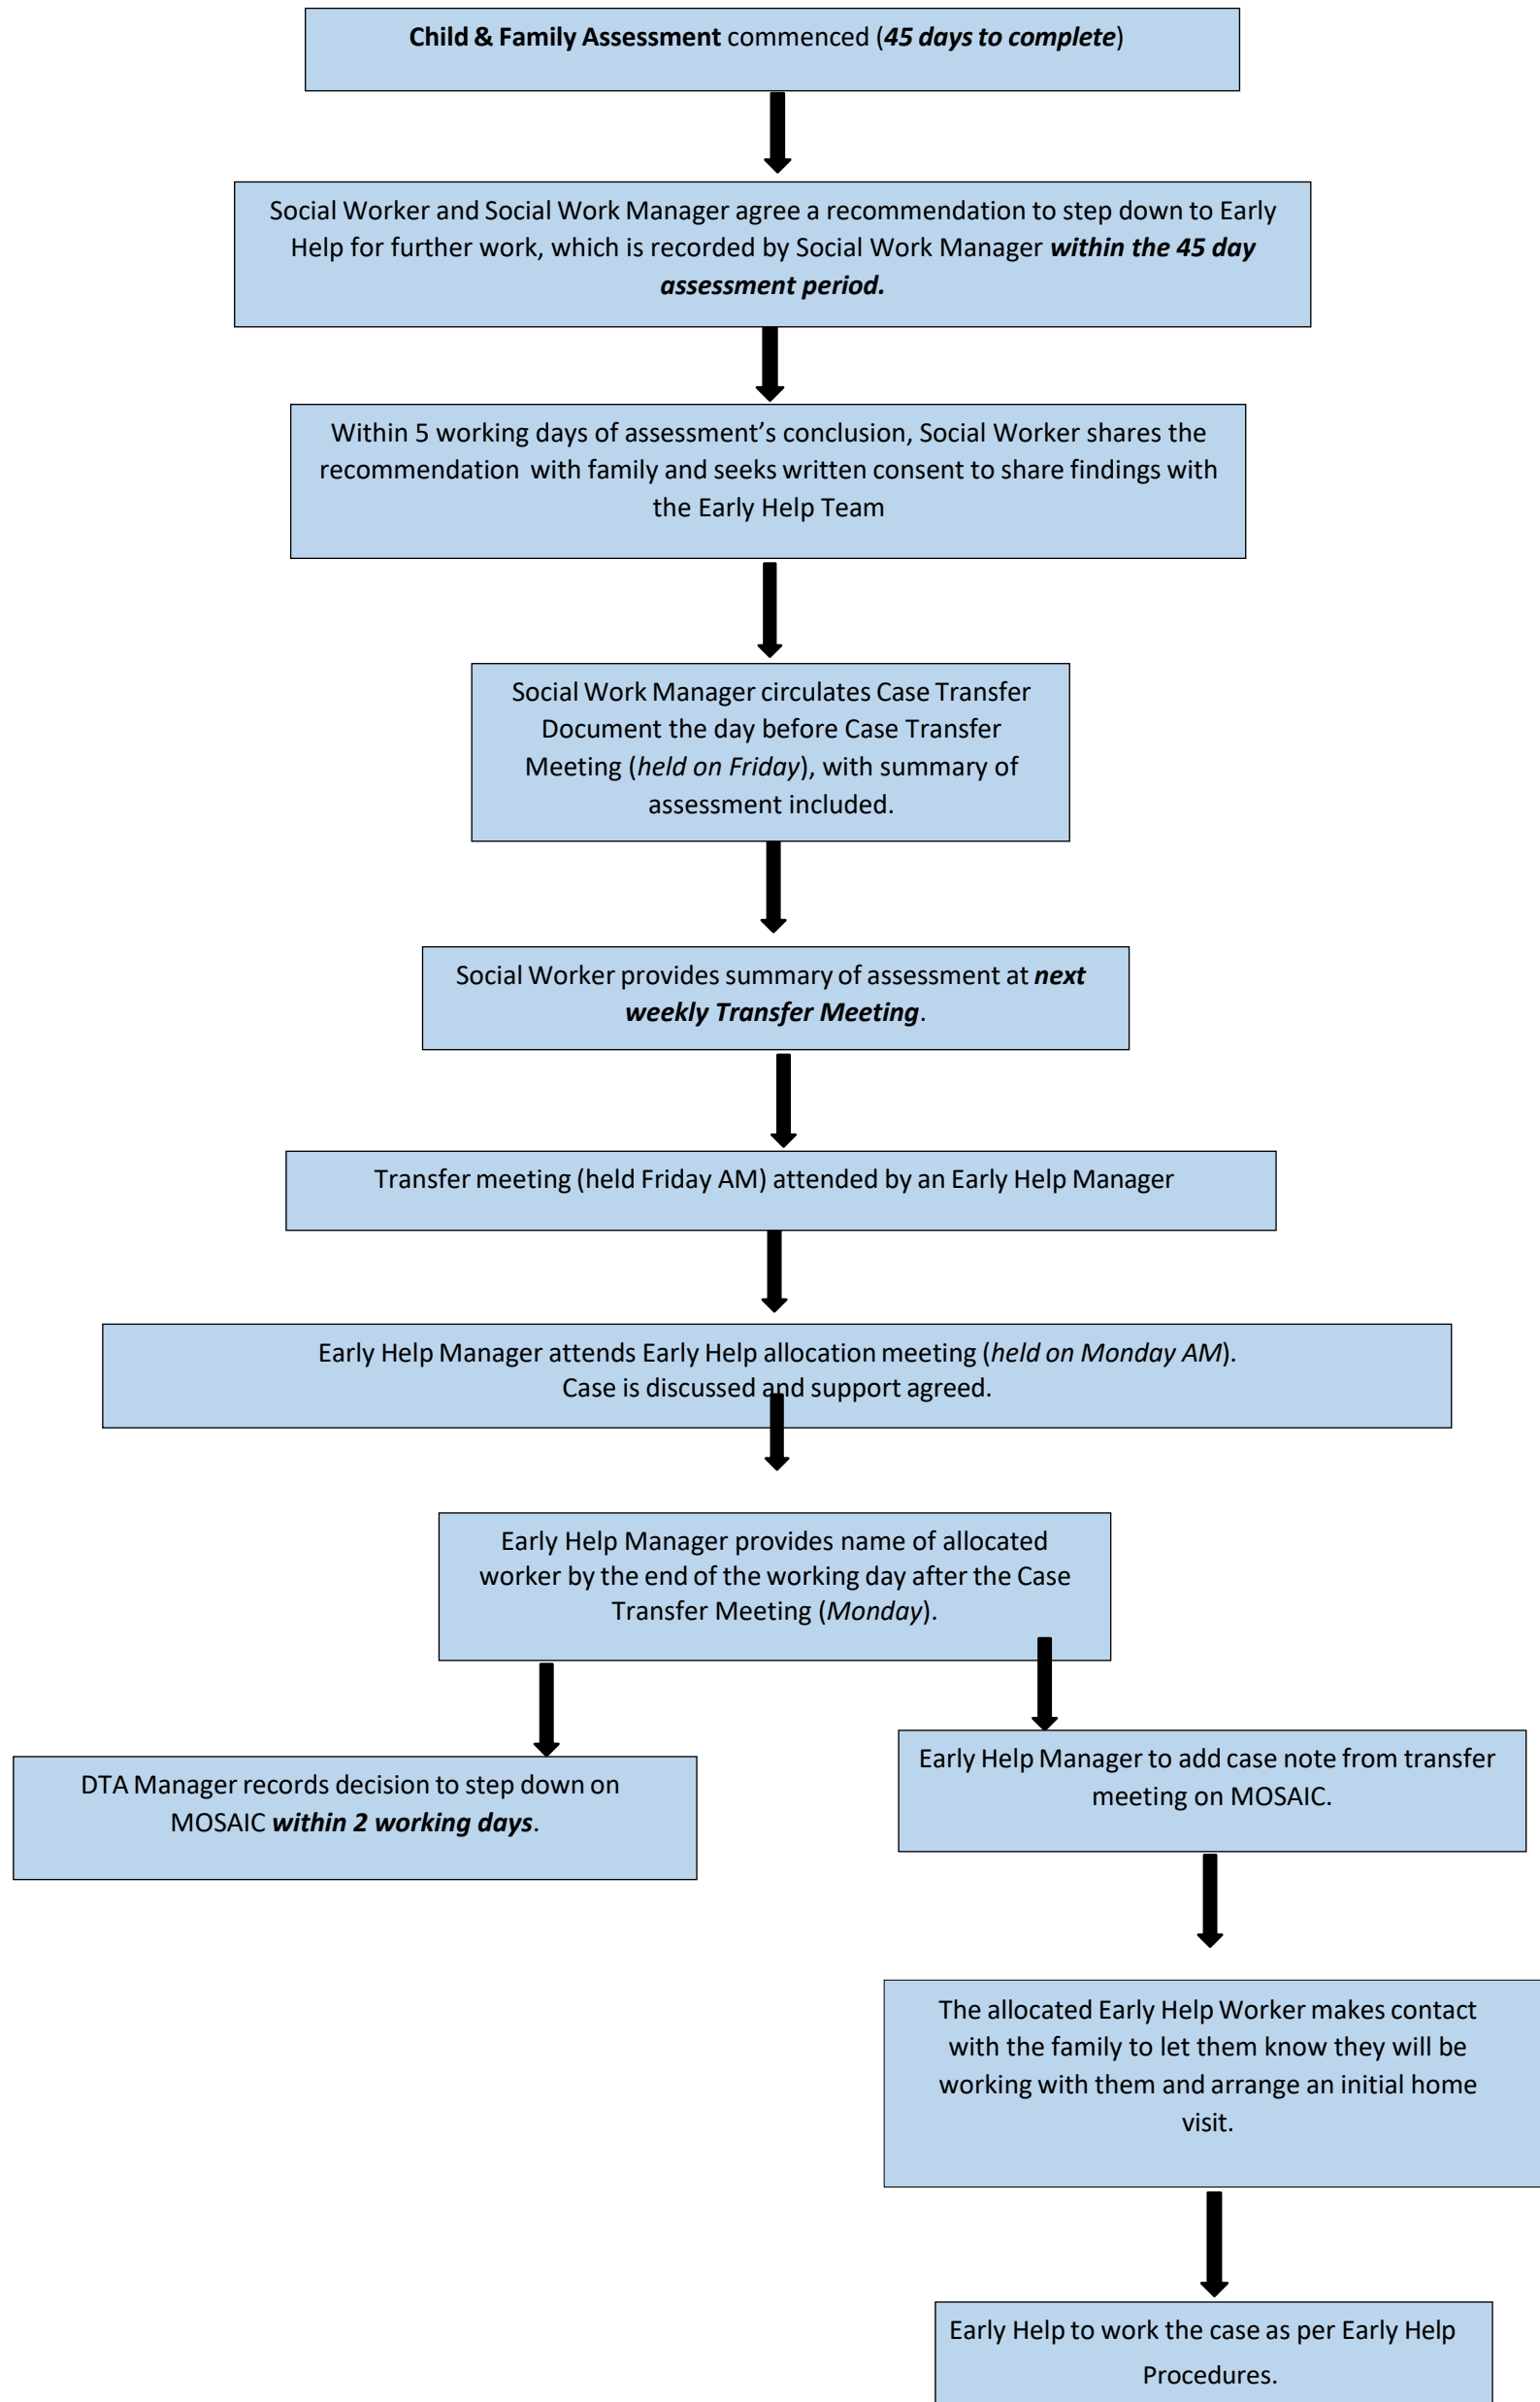 Child & Family Assessment commenced (45 days to complete)
Social Worker and Social Work Manager agree a recommendation to step down to Early
Help for further work, which is recorded by Social Work Manager within the 45 day
assessment period.
Within 5 working days of assessment’s conclusion, Social Worker shares the
recommendation with family and seeks written consent to share findings with
the Early Help Team
Social Work Manager circulates Case Transfer
Document the day before Case Transfer
Meeting (held on Friday), with summary of
assessment included.
Social Worker provides summary of assessment at next
weekly Transfer Meeting.
Transfer meeting (held Friday AM) attended by an Early Help Manager
Early Help Manager attends Early Help allocation meeting (held on Monday AM).
Case is discussed and support agreed.
Early Help Manager provides name of allocated
worker by the end of the working day after the Case
Transfer Meeting (Monday).
DTA Manager records decision to step down on
MOSAIC within 2 working days.
Early Help Manager to add case note from transfer
meeting on MOSAIC.
The allocated Early Help Worker makes contact
with the family to let them know they will be
working with them and arrange an initial home
visit.
Early Help to work the case as per Early Help
Procedures.